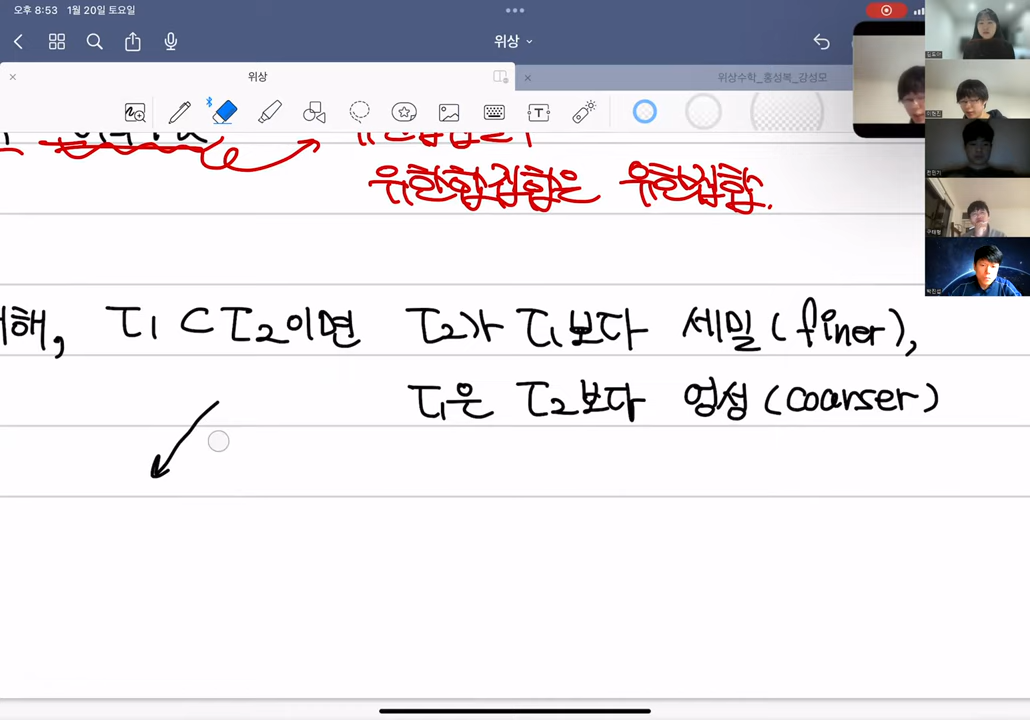 오후 8:53 1월 20일 토요일
위상
위상
위상수학_홍성복_강성모
유한합집합은 유한집합.
대해, T1 ⊂ T2이면 T2가 T1보다 세밀(finer),
T1은 T2보다 엉성(coarser)